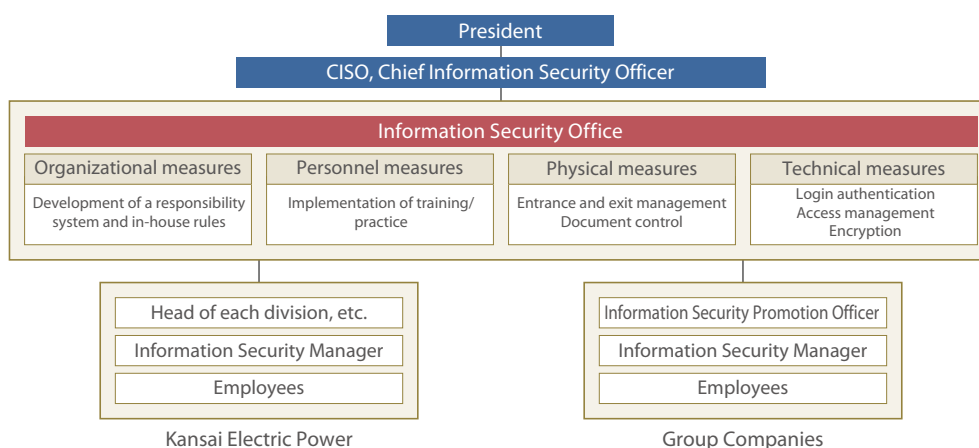 President
CISO, Chief Information Security Officer
Information Security Office
Organizational measures
Development of a responsibility
system and in-house rules
Personnel measures
Implementation of training/
practice
Physical measures
Entrance and exit management
Document control
Technical measures
Login authentication
Access management
Encryption
Head of each division, etc.
Information Security Manager
Employees
Kansai Electric Power
Information Security Promotion Officer
Information Security Manager
Employees
Group Companies